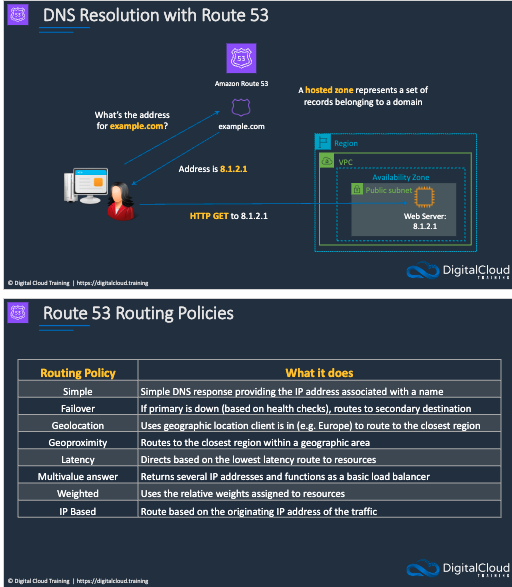 53
DNS Resolution with Route 53
53
Amazon Route 53
A hosted zone represents a set of
records belonging to a domain
What's the address
for example.com?
example.com
Region
VPC
Address is 8.1.2.1
Availability Zone
Public subnet
HTTP GET to 8.1.2.1
Web Server:
8.1.2.1
© Digital Cloud Training | https://digitalcloud.training
DigitalCloud
TRAINING
53
Route 53 Routing Policies
Routing Policy What it does
Simple Simple DNS response providing the IP address associated with a name
Failover If primary is down (based on health checks), routes to secondary destination
Geolocation Uses geographic location client is in (e.g. Europe) to route to the closest region
Geoproximity Routes to the closest region within a geographic area
Latency Directs based on the lowest latency route to resources
Multivalue answer Returns several IP addresses and functions as a basic load balancer
Weighted Uses the relative weights assigned to resources
IP Based Route based on the originating IP address of the traffic
© Digital Cloud Training | https://digitalcloud.training
DigitalCloud
TRAINING